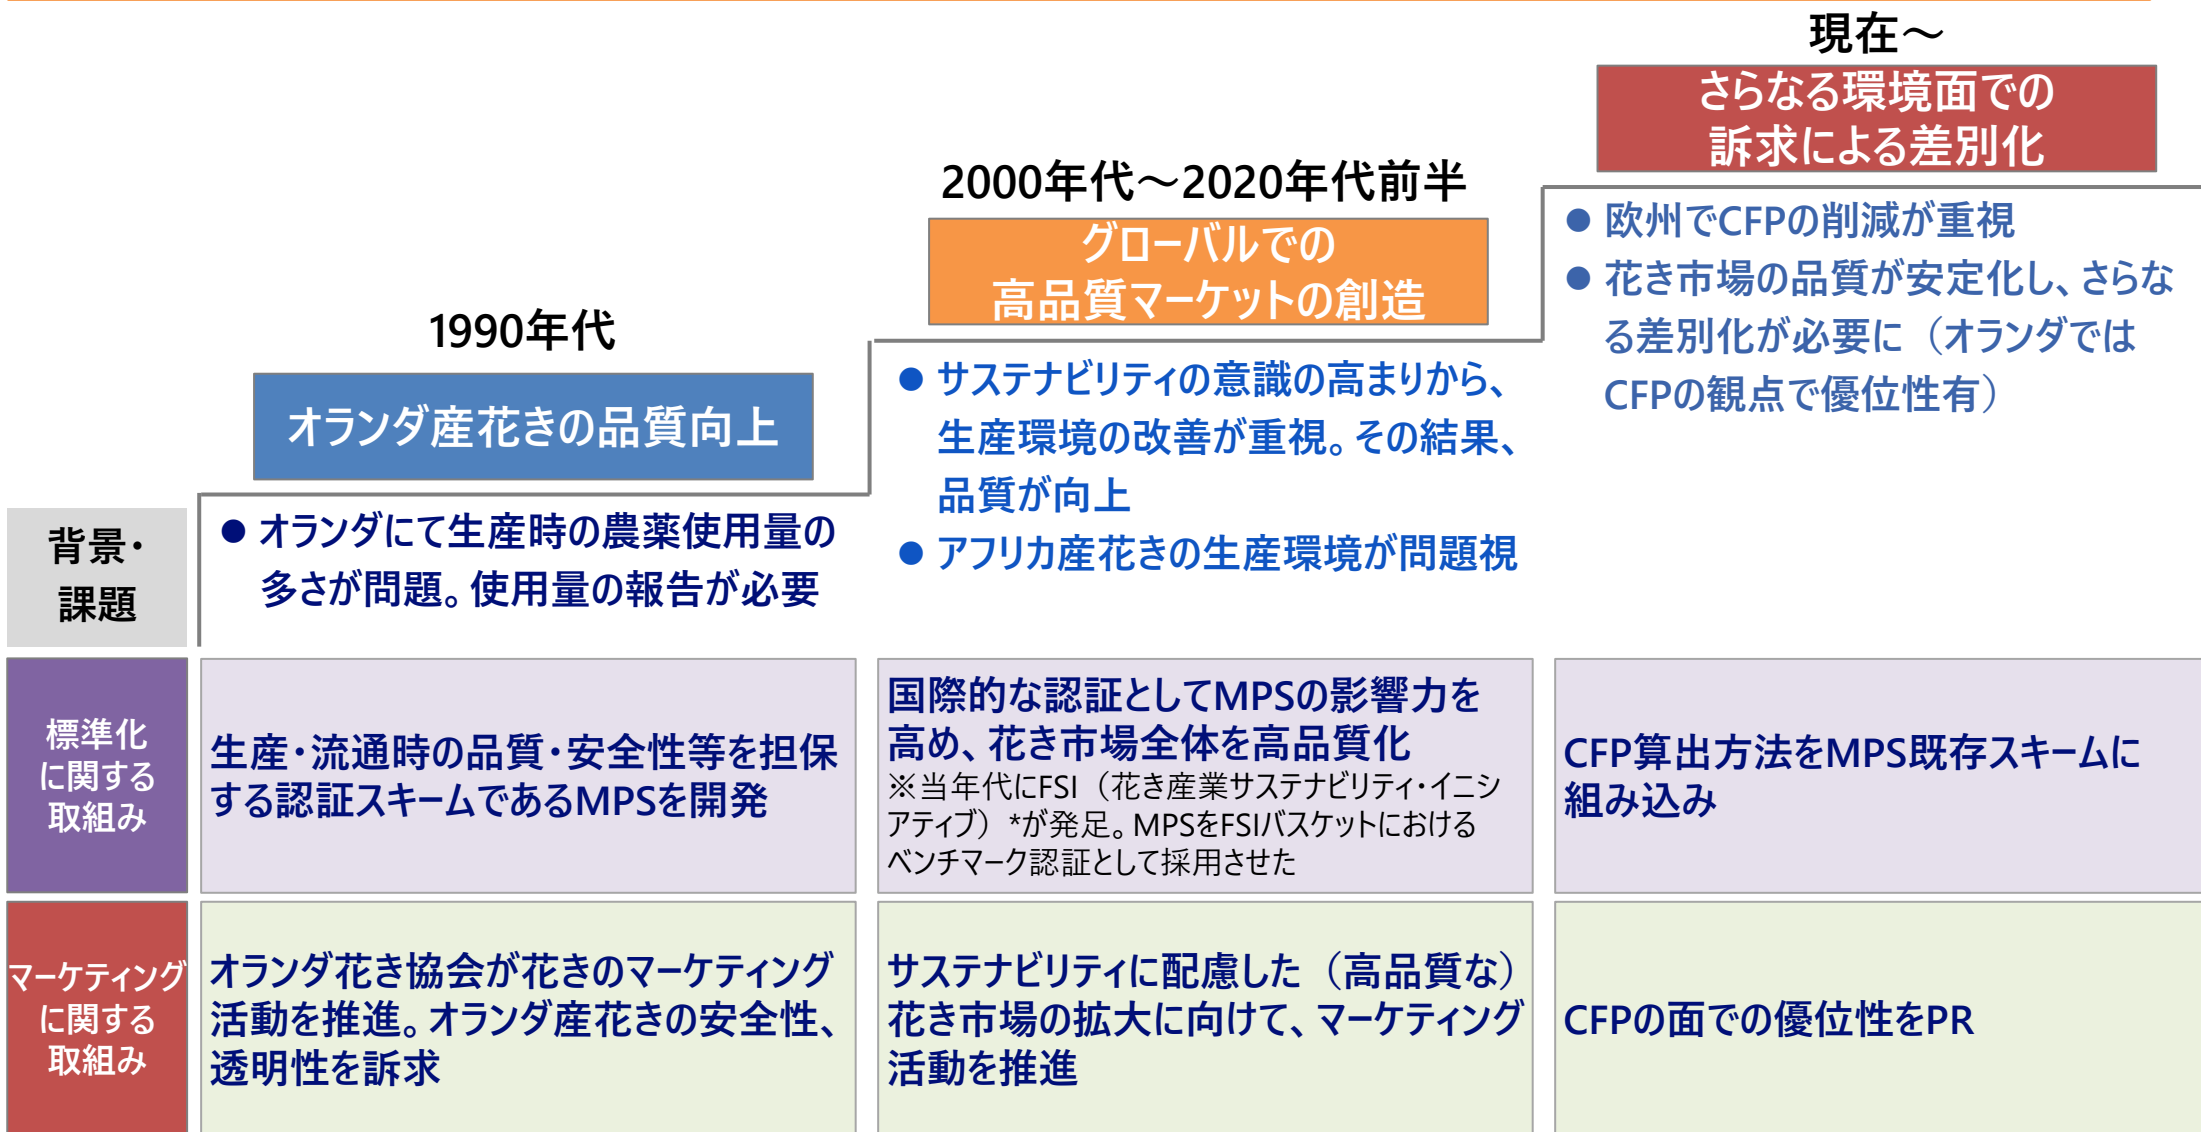 現在～
さらなる環境面での
訴求による差別化
2000年代～2020年代前半
グローバルでの
高品質マーケットの創造
1990年代
オランダ産花きの品質向上
● 欧州でCFPの削減が重視
● 花き市場の品質が安定化し、さらな
る差別化が必要に（オランダでは
CFPの観点で優位性有）
● サステナビリティの意識の高まりから、
生産環境の改善が重視。その結果、
品質が向上
● アフリカ産花きの生産環境が問題視
背景・
課題
● オランダにて生産時の農薬使用量の
多さが問題。使用量の報告が必要
標準化
に関する
取組み
生産・流通時の品質・安全性等を担保
する認証スキームであるMPSを開発
国際的な認証としてMPSの影響力を
高め、花き市場全体を高品質化
※当年代にFSI（花き産業サステナビリティ・イニシ
アティブ）*が発足。MPSをFSIバスケットにおける
ベンチマーク認証として採用させた
CFP算出方法をMPS既存スキームに
組み込み
マーケティング
に関する
取組み
オランダ花き協会が花きのマーケティング
活動を推進。オランダ産花きの安全性、
透明性を訴求
サステナビリティに配慮した（高品質な）
花き市場の拡大に向けて、マーケティング
活動を推進
CFPの面での優位性をPR